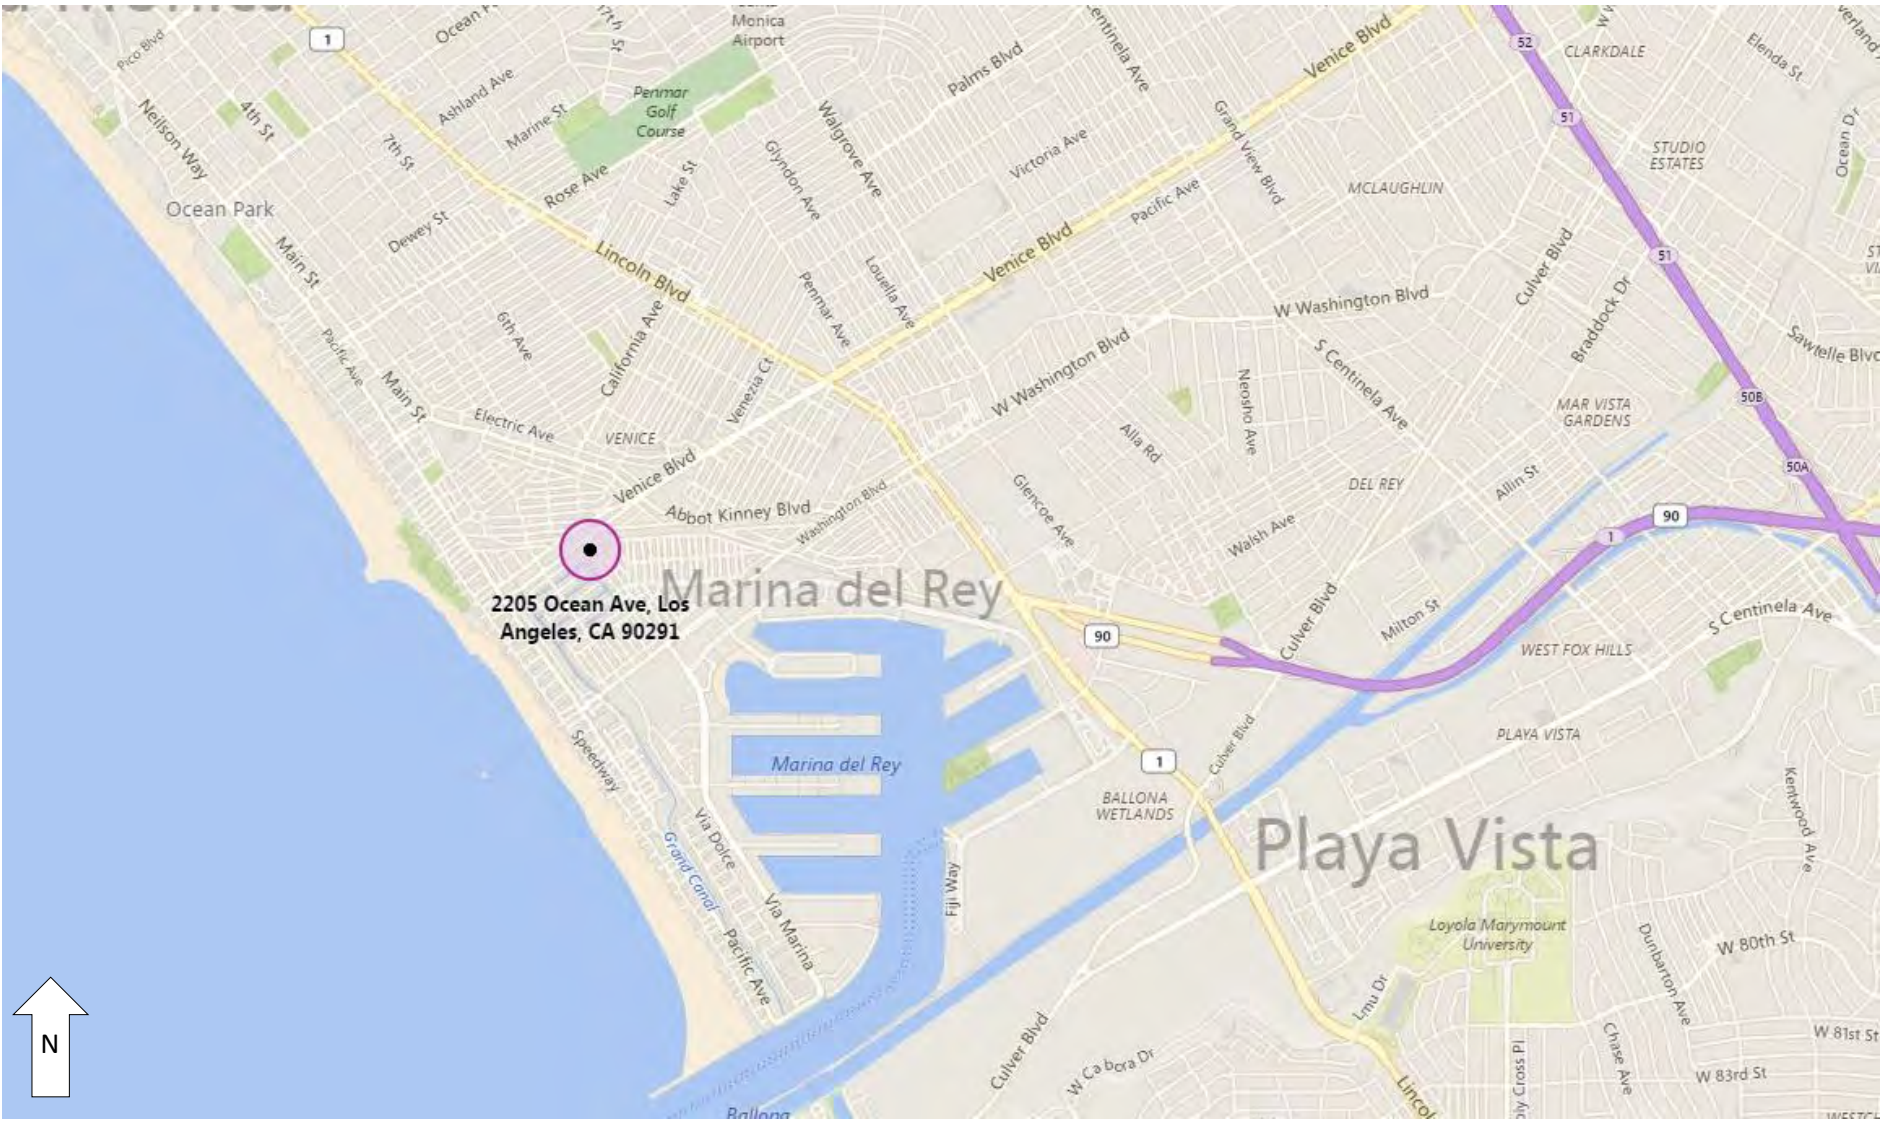 1
Pico Blvd
17th St
Monica
Airport
Centinela Ave
Venice Blvd
52
CLARKDALE
Elenda St
Neilson Way
4th St
7th St
Ashland Ave
Marine St
Penmar
Golf
Course
Palms Blvd
Walgrove Ave
Grand View Blvd
51
STUDIO
ESTATES
Ocean Dr
Ocean Park
Dewey St
Rose Ave
Lake St
Glyndon Ave
Victoria Ave
Pacific Ave
MCLAUGHLIN
Main St
Lincoln Blvd
Louella Ave
Venice Blvd
51
Culver Blvd
Pacific Ave
6th Ave
California Ave
Penmar Ave
W Washington Blvd
W Washington Blvd
Braddock Dr
Sawtelle Blvd
Main St
Electric Ave
VENICE
Venezia Ct
Neosho Ave
S Centinela Ave
MAR VISTA
GARDENS
50B
Venice Blvd
Abbot Kinney Blvd
Washington Blvd
Alla Rd
Glencoe Ave
DEL REY
Allin St
50A
Walsh Ave
1
90
2205 Ocean Ave, Los
Angeles, CA 90291
Marina del Rey
90
Culver Blvd
Milton St
S Centinela Ave
WEST FOX HILLS
Speedway
Marina del Rey
1
Culver Blvd
PLAYA VISTA
BALLONA
WETLANDS
Kentwood Ave
Grand Canal
Via Dolce
Playa Vista
Fiji Way
Via Marina
Pacific Ave
Loyola Marymount
University
Dunbarton Ave
W 80th St
N
Lmu Dr
Culver Blvd
W Cabora Dr
Chase Ave
W 81st St
W 83rd St
Ballona